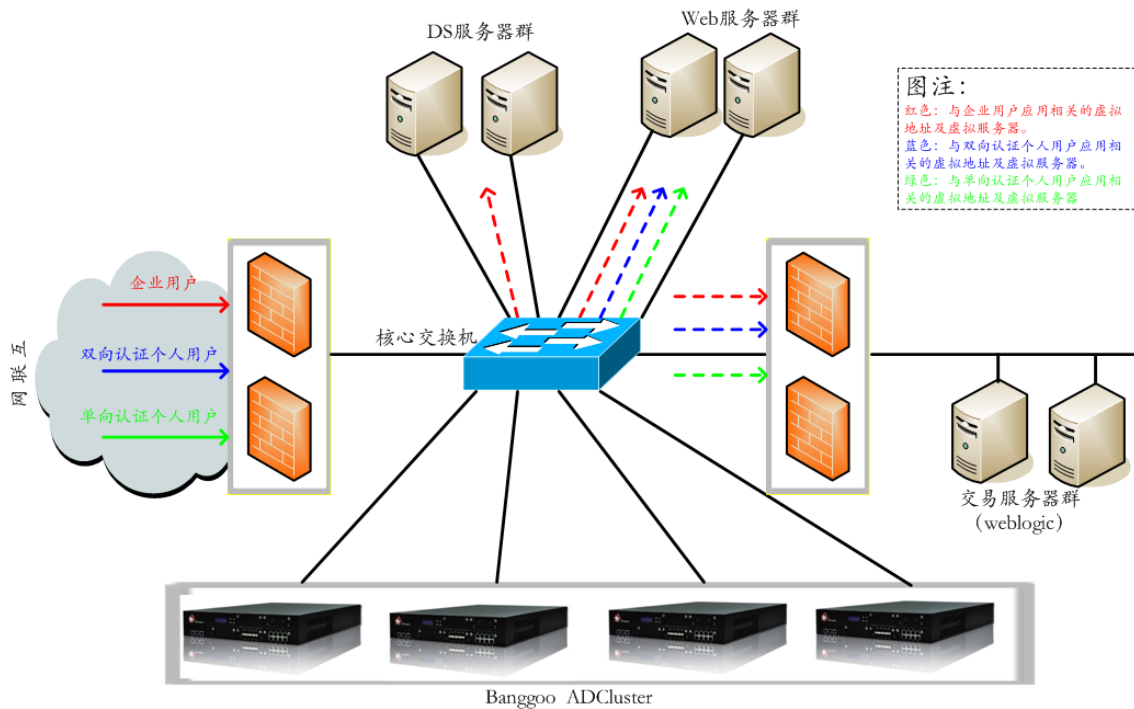 DS服务器群
Web服务器群
图注：
红色：与企业用户应用相关的虚拟
地址及虚拟服务器。
蓝色：与双向认证个人用户应用相
关的虚拟地址及虚拟服务器。
绿色：与单向认证个人用户应用相
关的虚拟地址及虚拟服务器
企业用户
核心交换机
双向认证个人用户
网联互
单向认证个人用户
交易服务器群
（weblogic）
Banggoo ADCluster